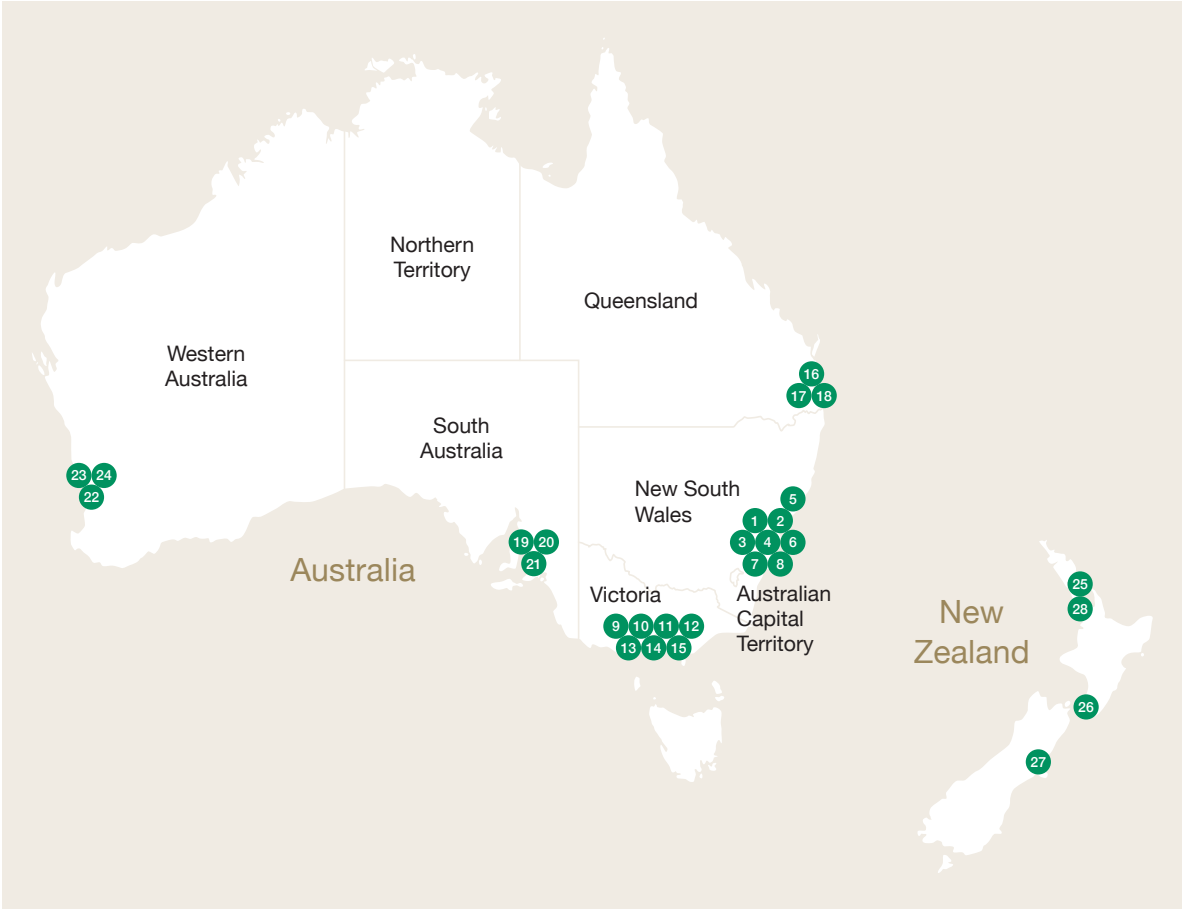 Northern
Territory
Queensland
Western
Australia
16
17 18
South
Australia
23 24
22
New South
Wales
5
1 2
3 4 6
7 8
19 20
21
Australia
Victoria
9 10 11 12
13 14 15
Australian
Capital
Territory
New
Zealand
25
28
26
27